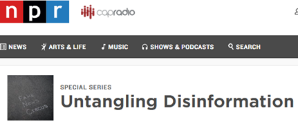 npr capradio
NEWS ARTS & LIFE MUSIC SHOWS & PODCASTS SEARCH
SPECIAL SERIES
Untangling Disinformation